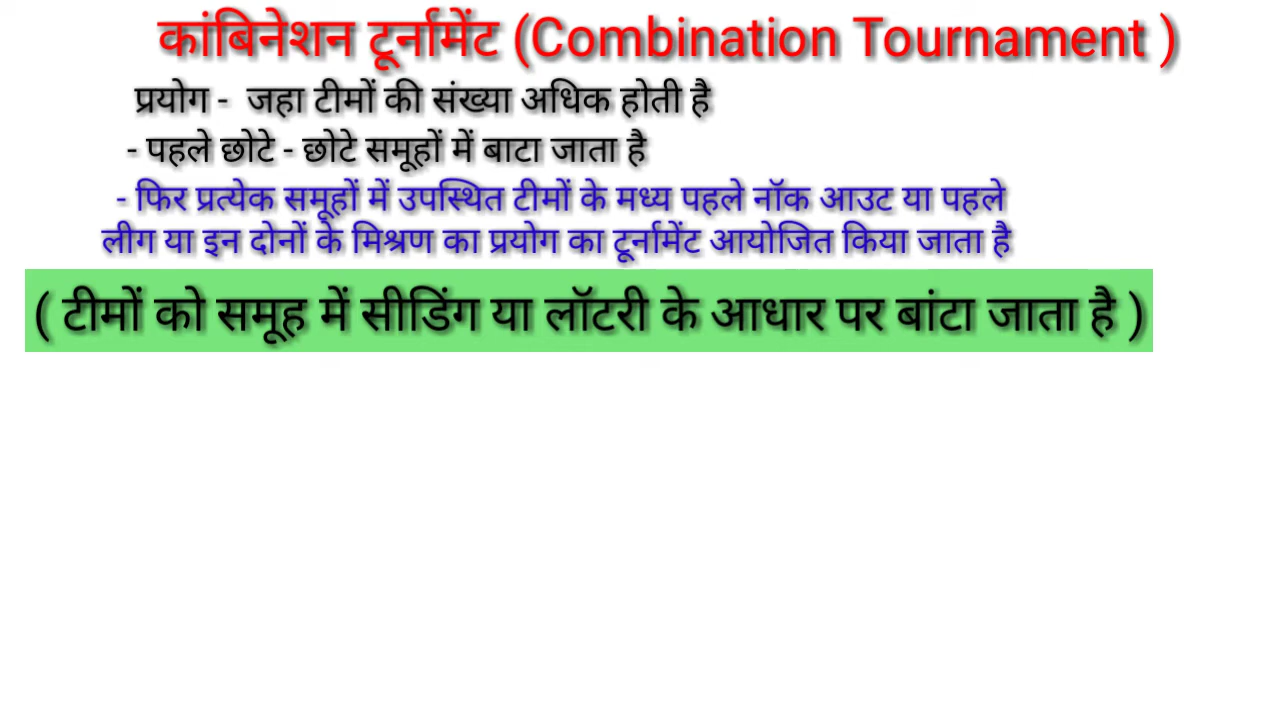 कांबिनेशन टूर्नामेंट (Combination Tournament )
प्रयोग - जहा टीमों की संख्या अधिक होती है
- पहले छोटे - छोटे समूहों में बाटा जाता है
- फिर प्रत्येक समूहों में उपस्थित टीमों के मध्य पहले नॉक आउट या पहले
लीग या इन दोनों के मिश्रण का प्रयोग का टूर्नामेंट आयोजित किया जाता है
( टीमों को समूह में सीडिंग या लॉटरी के आधार पर बांटा जाता है )